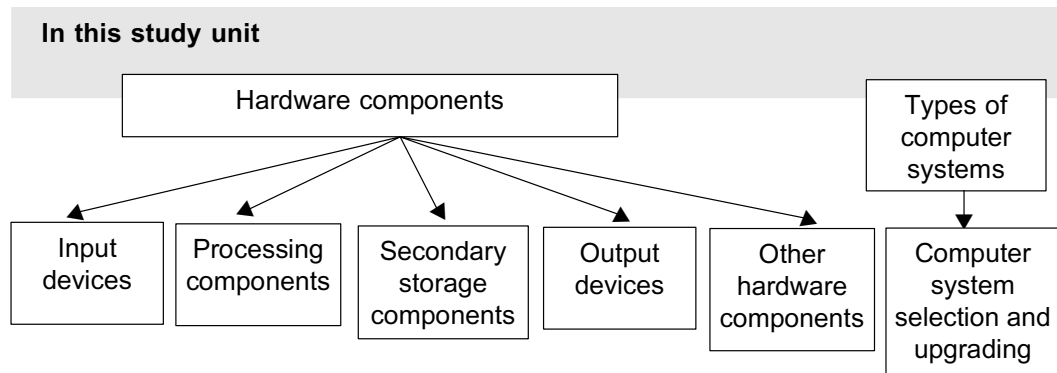 In this study unit
Hardware components
Types of
computer
systems
Input
devices
Processing
components
Secondary
storage
components
Output
devices
Other
hardware
components
Computer
system
selection and
upgrading